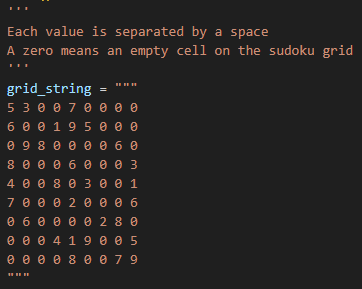 '''
Each value is separated by a space
A zero means an empty cell on the sudoku grid
'''
grid_string = """
5 3 0 0 7 0 0 0 0
6 0 0 1 9 5 0 0 0
0 9 8 0 0 0 0 6 0
8 0 0 0 6 0 0 0 3
4 0 0 8 0 3 0 0 1
7 0 0 0 2 0 0 0 6
0 6 0 0 0 0 2 8 0
0 0 0 4 1 9 0 0 5
0 0 0 0 8 0 0 7 9
"""